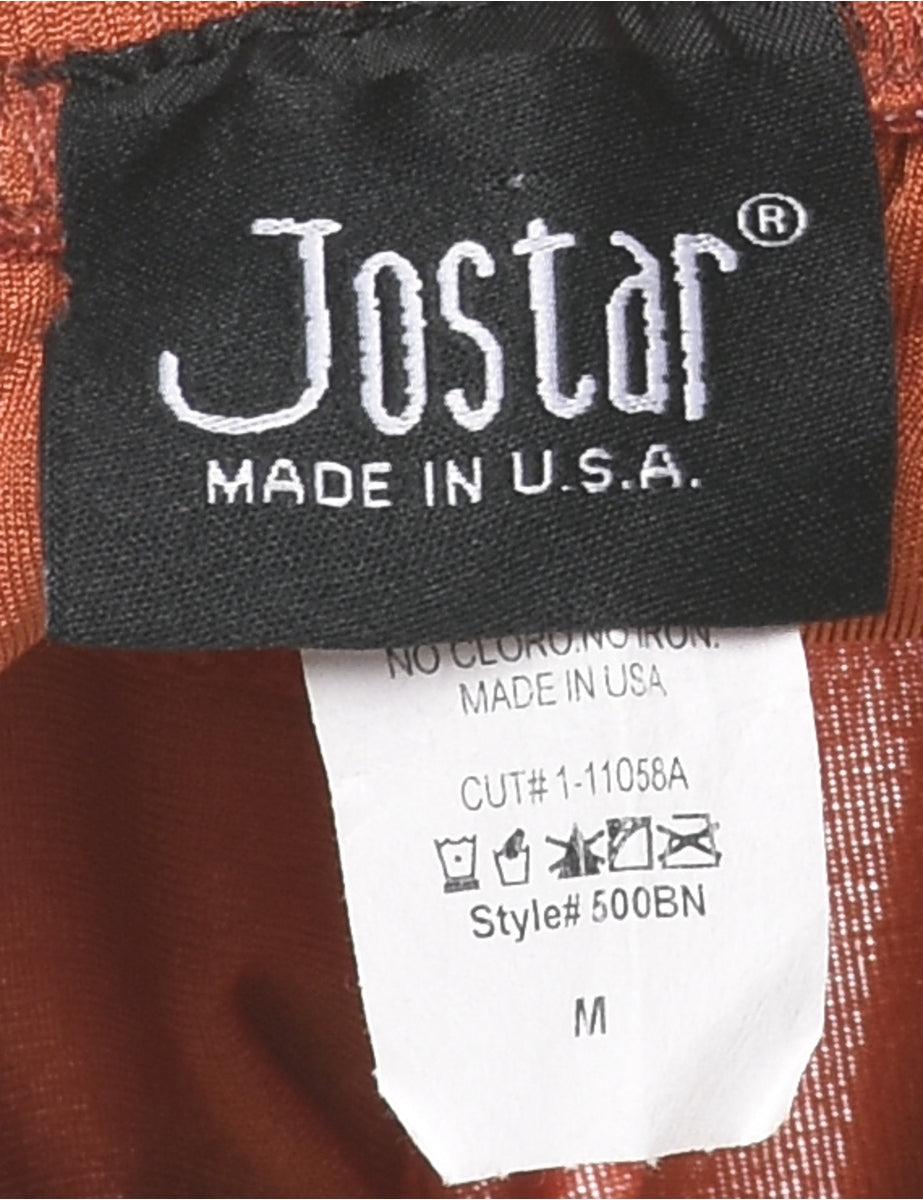 Jostar®
MADE IN U.S.A.
NO CLORO.NO IRON.
MADE IN USA
CUT# 1-11058A
Style# 500BN
M